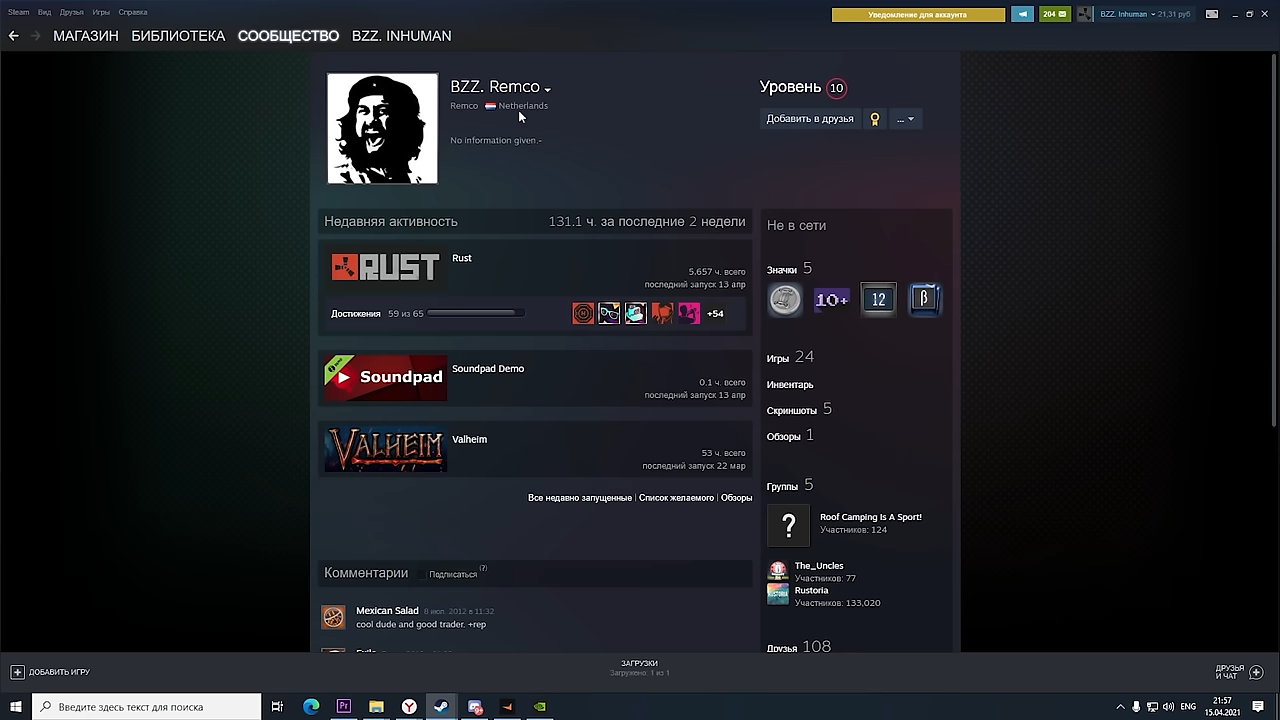 Steam Вид Друзья Игры Справка
Уведомление для аккаунта
204
BZZ. Inhuman 21,31 руб
МАГАЗИН БИБЛИОТЕКА СООБЩЕСТВО BZZ. INHUMAN
BZZ. Remco
Remco Netherlands
No information given.-
Уровень 10
Добавить в друзья
...
Недавняя активность 131.1 ч. за последние 2 недели
RUST
Rust
5,657 ч. всего
последний запуск 13 апр
Достижения 59 из 65
+54
Soundpad
Soundpad Demo
0.1 ч. всего
последний запуск 13 апр
VALHEIM
Valheim
53 ч. всего
последний запуск 22 мар
Все недавно запущенные | Список желаемого | Обзоры
Комментарии Подписаться (?)
Mexican Salad 8 июл. 2012 в 11:32
cool dude and good trader. +rep
Не в сети
Значки 5
10+ 12 β
Игры 24
Инвентарь
Скриншоты 5
Обзоры 1
Группы 5
?
Roof Camping Is A Sport!
Участников: 124
The_Uncles
Участников: 77
Rustoria
Участников: 133,020
Друзья 108
ДОБАВИТЬ ИГРУ
ЗАГРУЗКИ
Загружено: 1 из 1
ДРУЗЬЯ
И ЧАТ
Введите здесь текст для поиска
Pr
ENG
21:57
15.04.2021